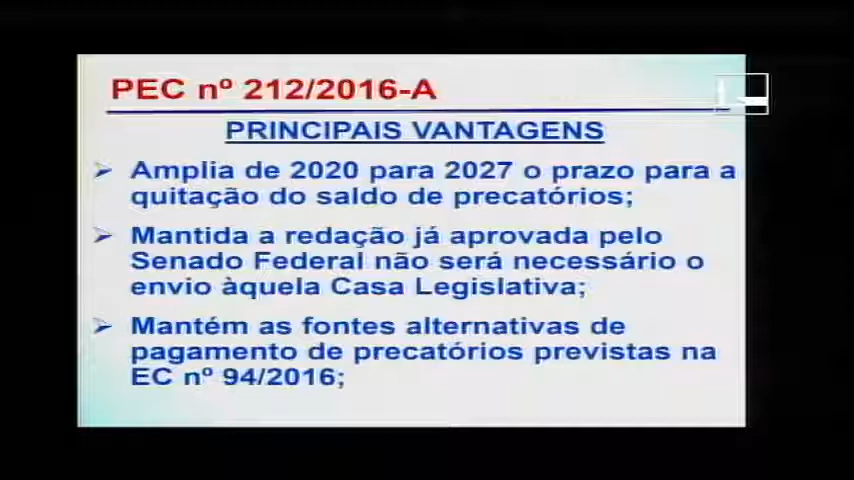 PEC nº 212/2016-A
PRINCIPAIS VANTAGENS
Amplia de 2020 para 2027 o prazo para a
quitação do saldo de precatórios;
Mantida a redação já aprovada pelo
Senado Federal não será necessário o
envio àquela Casa Legislativa;
Mantém as fontes alternativas de
pagamento de precatórios previstas na
EC nº 94/2016;